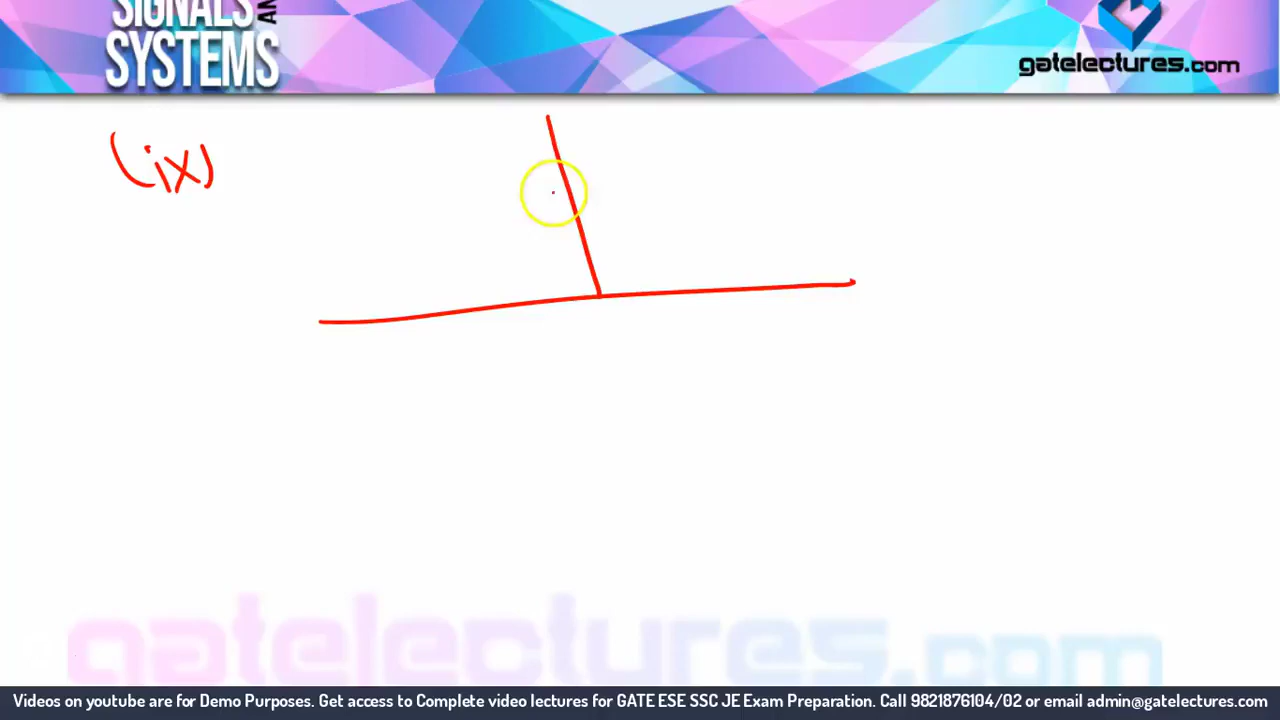 SIGNALS AN
SYSTEMS
gatelectures.com
(ix)
gatelectures.com
Videos on youtube are for Demo Purposes. Get access to Complete video lectures for GATE ESE SSC JE Exam Preparation. Call 9821876104/02 or email admin@gatelectures.com